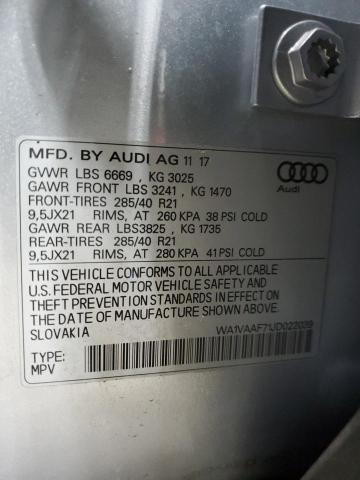 MFD. BY AUDI AG 11 17
GVWR LBS 6669 , KG 3025
GAWR FRONT LBS 3241 , KG 1470
FRONT-TIRES 285/40 R21
9,5JX21 RIMS, AT 260 KPA 38 PSI COLD
GAWR REAR LBS3825 , KG 1735
REAR-TIRES 285/40 R21
9,5JX21 RIMS, AT 280 KPA 41PSI COLD
Audi
THIS VEHICLE CONFORMS TO ALL APPLICABLE
U.S. FEDERAL MOTOR VEHICLE SAFETY AND
THEFT PREVENTION STANDARDS IN EFFECT ON
THE DATE OF MANUFACTURE SHOWN ABOVE
SLOVAKIA WA1VAAF71JD022039
TYPE:
MPV